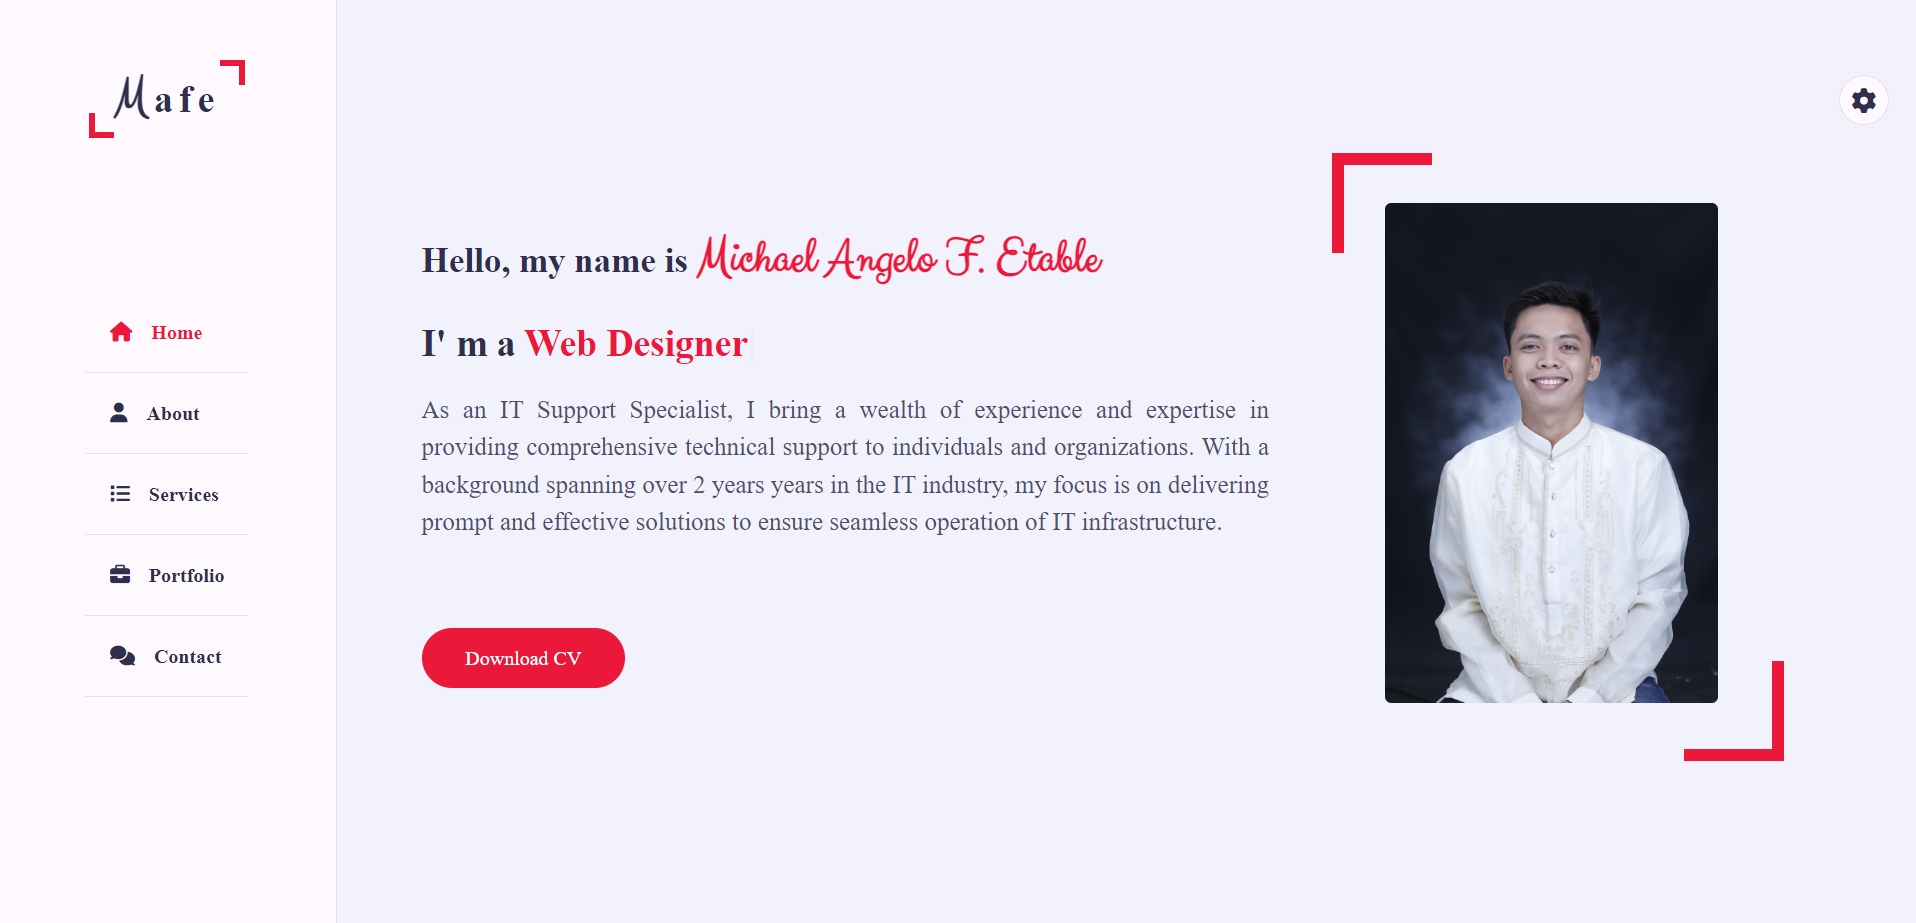 Mafe
Home
About
Services
Portfolio
Contact
Hello, my name is Michael Angelo F. Etable
I' m a Web Designer
As an IT Support Specialist, I bring a wealth of experience and expertise in
providing comprehensive technical support to individuals and organizations. With a
background spanning over 2 years years in the IT industry, my focus is on delivering
prompt and effective solutions to ensure seamless operation of IT infrastructure.
Download CV